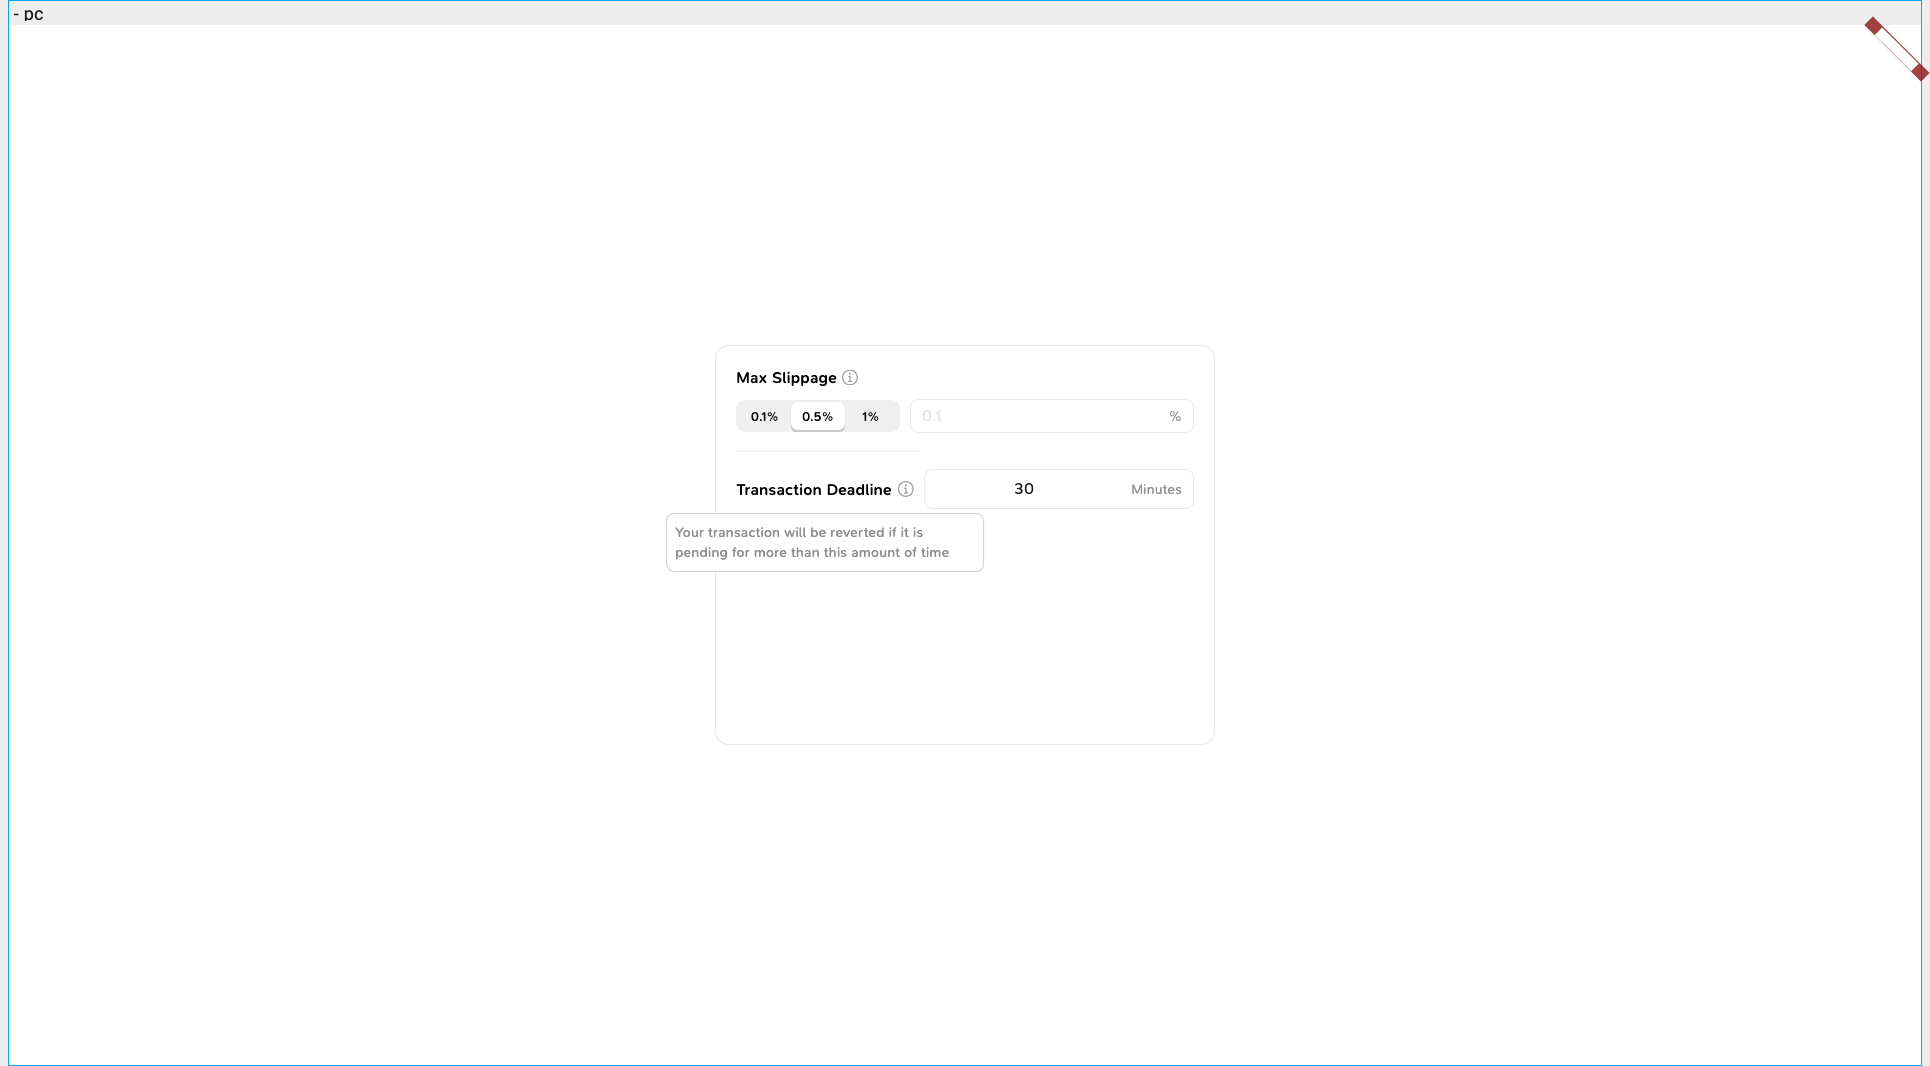 - pc
Max Slippage
0.1% 0.5% 1% 0.1 %
Transaction Deadline 30 Minutes
Your transaction will be reverted if it is
pending for more than this amount of time